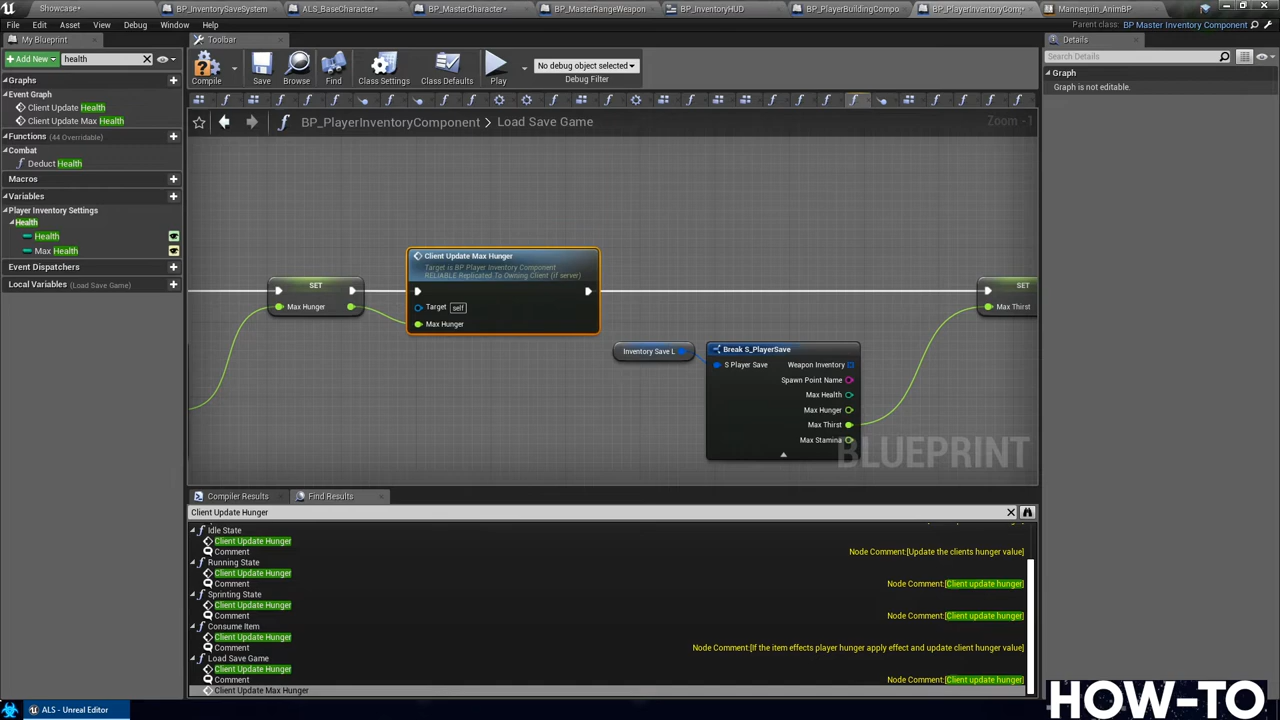 Showcase*
BP_InventorySaveSystem
ALS_BaseCharacter*
BP_MasterCharacter*
BP_MasterRangeWeapon
BP_InventoryHUD
BP_PlayerBuildingCompo
BP_PlayerInventoryComp
Mannequin_AnimBP
File Edit Asset View Debug Window Help
Parent class: BP Master Inventory Component
My Blueprint
Toolbar
Details
+ Add New
health
Compile
Save
Browse
Find
Class Settings
Class Defaults
Play
No debug object selected
Debug Filter
Search Details
Graph
Graph is not editable.
Graphs
Event Graph
Client Update Health
Client Update Max Health
Functions (44 Overridable)
Combat
Deduct Health
Macros
Variables
Player Inventory Settings
Health
Health
Max Health
Event Dispatchers
Local Variables (Load Save Game)
BP_PlayerInventoryComponent > Load Save Game
Zoom -1
SET
Max Hunger
Client Update Max Hunger
Target is BP Player Inventory Component
RELIABLE Replicated To Owning Client (if server)
Target self
Max Hunger
SET
Max Thirst
Inventory Save L
Break S_PlayerSave
S Player Save
Weapon Inventory
Spawn Point Name
Max Health
Max Hunger
Max Thirst
Max Stamina
BLUEPRINT
Compiler Results
Find Results
Client Update Hunger
Idle State
Client Update Hunger
Comment
Node Comment:[Update the clients hunger value]
Running State
Client Update Hunger
Comment
Node Comment:[Client update hunger]
Sprinting State
Client Update Hunger
Comment
Node Comment:[Client update hunger]
Consume Item
Client Update Hunger
Comment
Node Comment:[If the item effects player hunger apply effect and update client hunger value]
Load Save Game
Client Update Hunger
Comment
Node Comment:[Client update hunger]
Client Update Max Hunger
ALS - Unreal Editor
HOW-TO